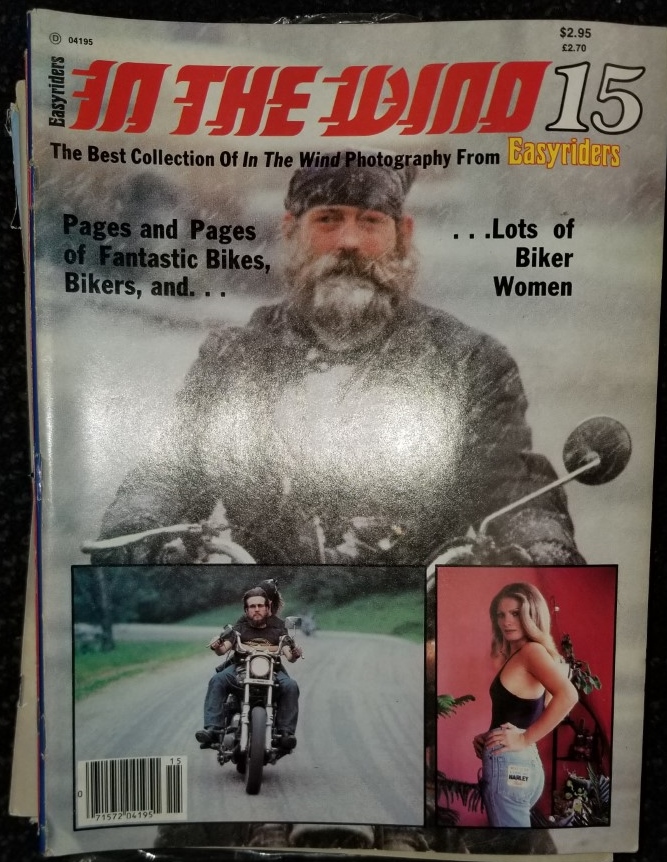 Ⓓ 04195
$2.95
£2.70
Easyriders
IN THE WIND 15
The Best Collection Of In The Wind Photography From Easyriders
Pages and Pages
of Fantastic Bikes,
Bikers, and. . .
. . .Lots of
Biker
Women
HARLEY
15
0 71572 04195